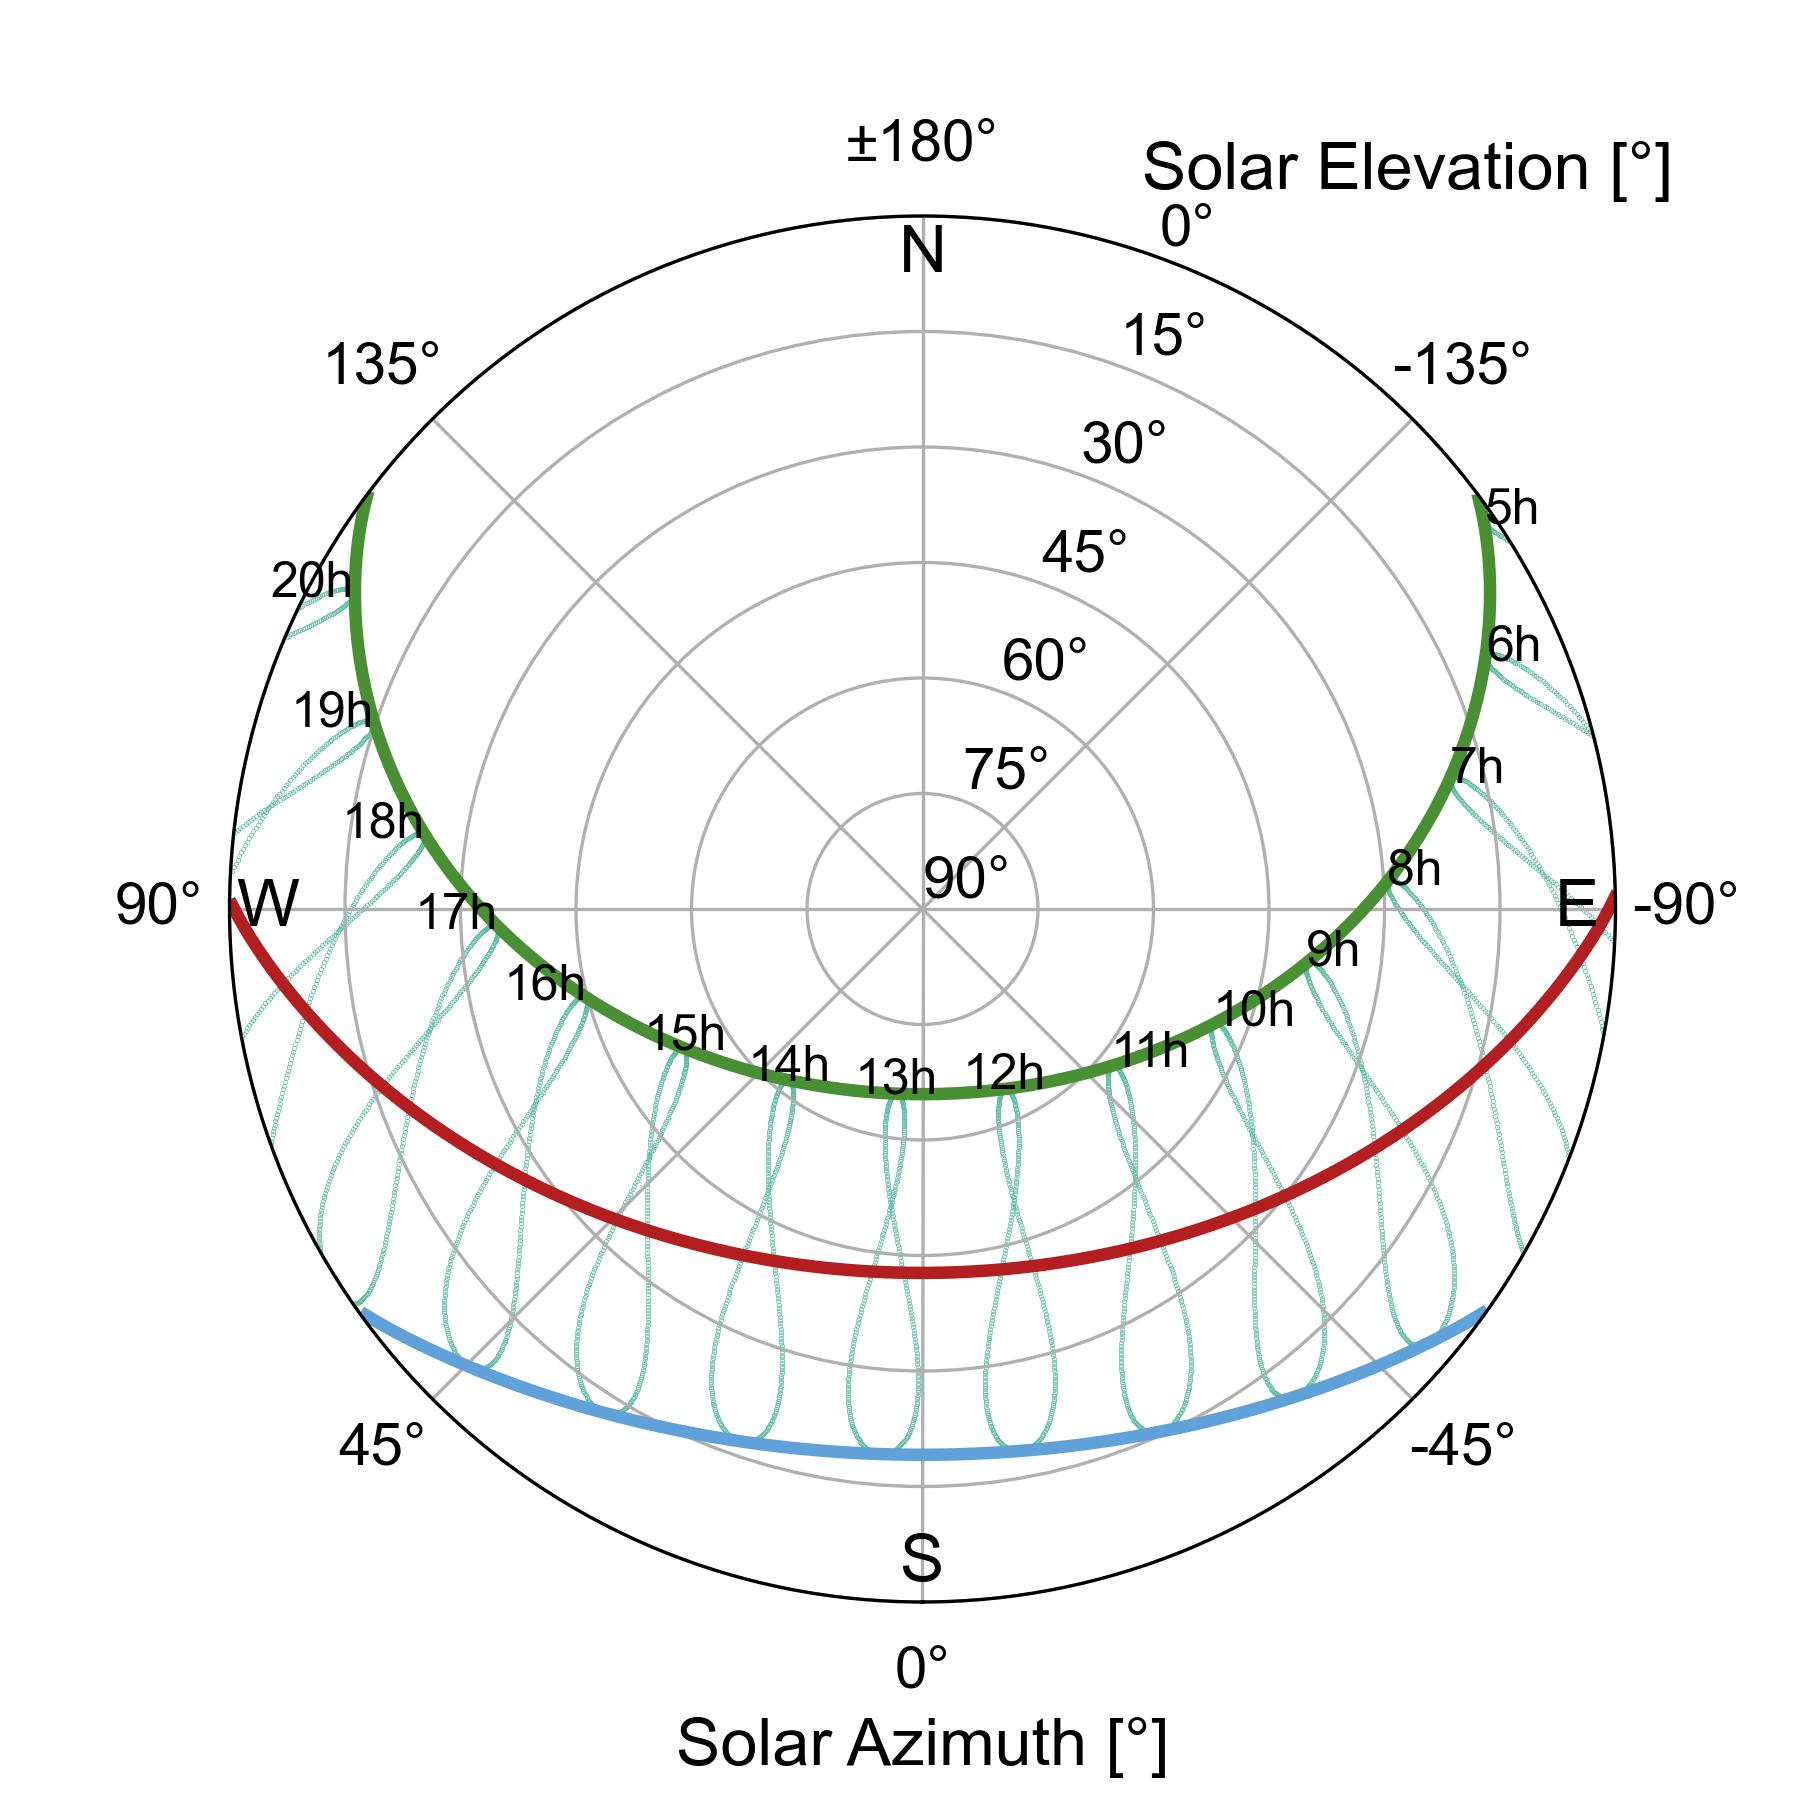 ±180°
Solar Elevation [°]
0°
N
15°
135°
-135°
30°
5h
45°
20h
6h
60°
19h
7h
75°
18h
8h
90°
90°
W
17h
E
-90°
9h
16h
10h
15h
14h
13h
12h
11h
45°
-45°
S
0°
Solar Azimuth [°]